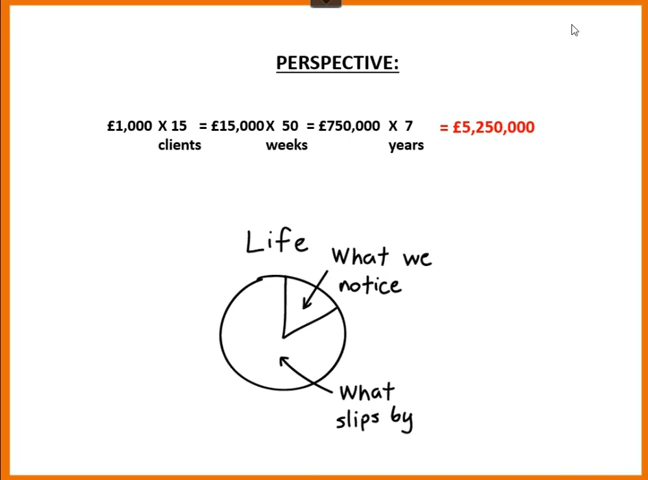 PERSPECTIVE:
£1,000 X 15 = £15,000 X 50 = £750,000 X 7 = £5,250,000
clients weeks years
Life
What we
notice
What
slips by